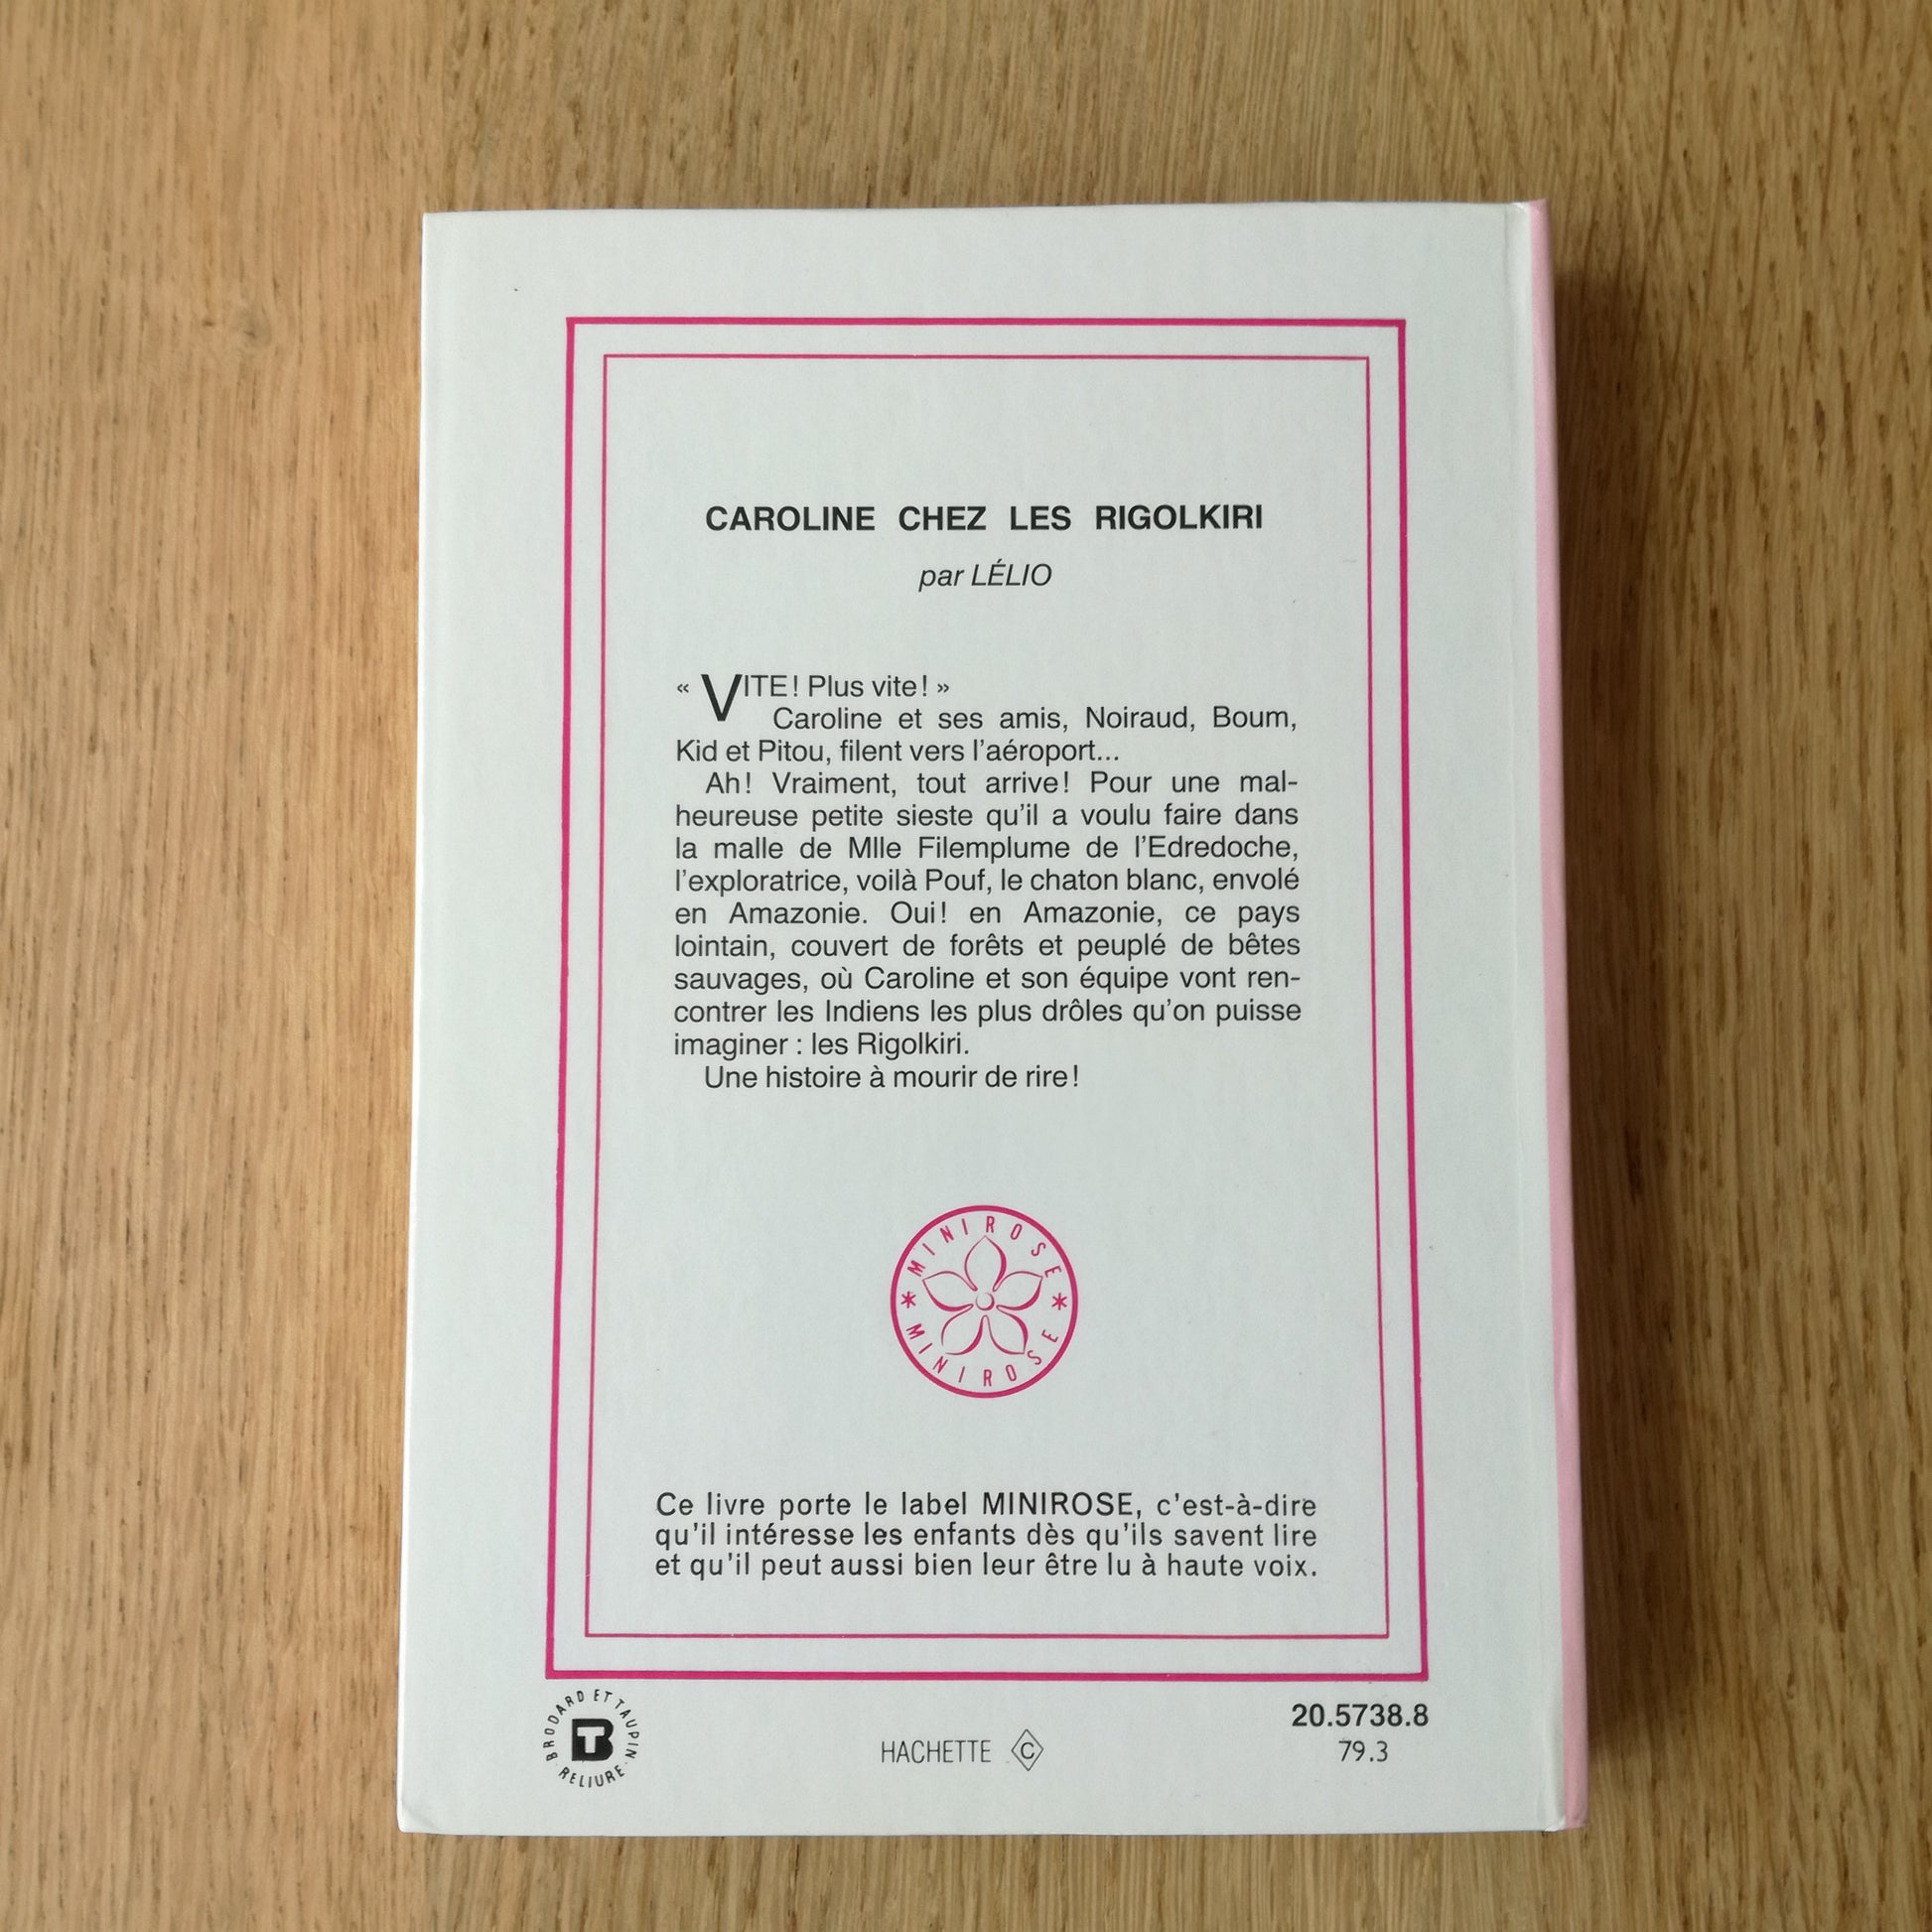 CAROLINE CHEZ LES RIGOLKIRI
par LÉLIO
« VITE! Plus vite! »
Caroline et ses amis, Noiraud, Boum,
Kid et Pitou, filent vers l'aéroport...
Ah! Vraiment, tout arrive! Pour une mal-
heureuse petite sieste qu'il a voulu faire dans
la malle de Mlle Filemplume de l'Edredoche,
l'exploratrice, voilà Pouf, le chaton blanc, envolé
en Amazonie. Oui! en Amazonie, ce pays
lointain, couvert de forêts et peuplé de bêtes
sauvages, où Caroline et son équipe vont ren-
contrer les Indiens les plus drôles qu'on puisse
imaginer : les Rigolkiri.
Une histoire à mourir de rire!
MINIROSE
* *
MINIROSE
Ce livre porte le label MINIROSE, c'est-à-dire
qu'il intéresse les enfants dès qu'ils savent lire
et qu'il peut aussi bien leur être lu à haute voix.
BRODARD ET TAUPIN
BT
RELIURE
HACHETTE C
20.5738.8
79.3